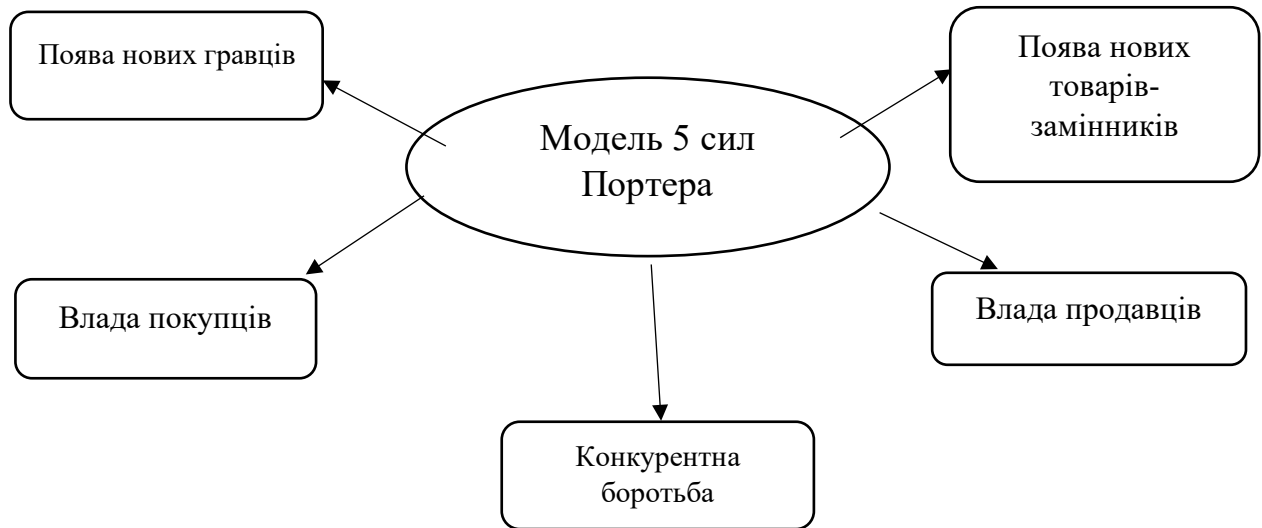 Поява нових гравців
Поява нових
товарів-
замінників
Модель 5 сил
Портера
Влада покупців
Влада продавців
Конкурентна
боротьба